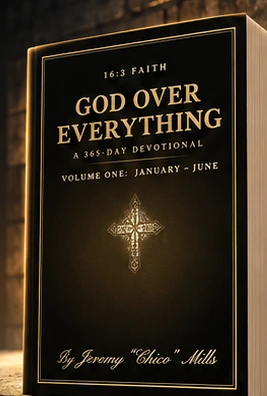 16:3 FAITH
GOD OVER
EVERYTHING
A 365-DAY DEVOTIONAL
VOLUME ONE: JANUARY – JUNE
By Jeremy "Chico" Mills